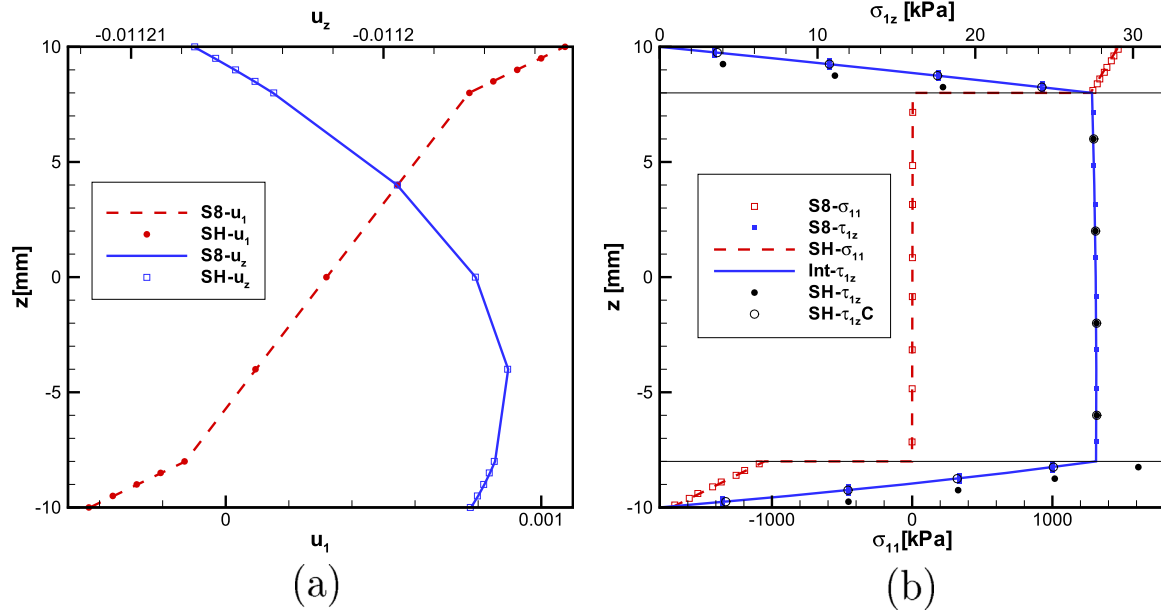 u_z
-0.01121
-0.0112
10
5
0
-5
-10
z[mm]
S8-u_1
SH-u_1
S8-u_z
SH-u_z
0
0.001
u_1
(a)
σ_1z [kPa]
0
10
20
30
10
5
0
-5
-10
z [mm]
S8-σ_11
S8-τ_1z
SH-σ_11
Int-τ_1z
SH-τ_1z
SH-τ_1zC
-1000
0
1000
σ_11[kPa]
(b)